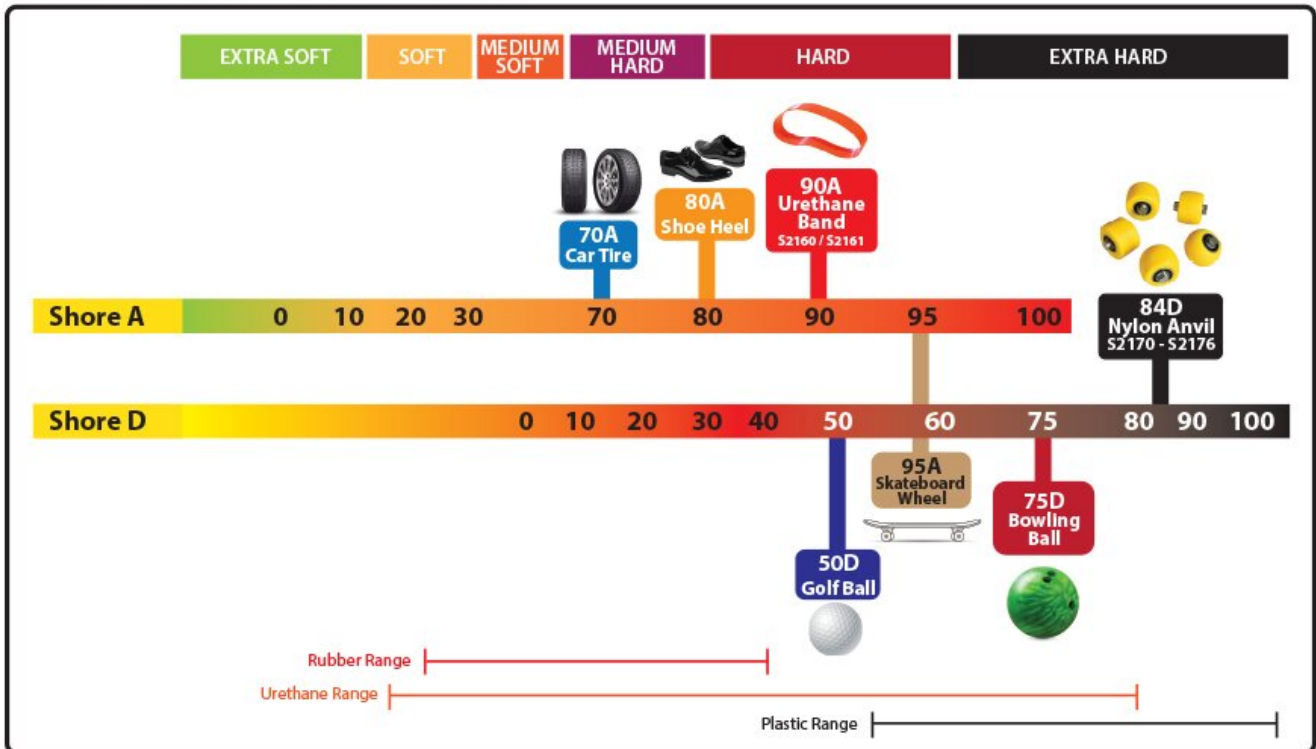 EXTRA SOFT
SOFT
MEDIUM
SOFT
MEDIUM
HARD
HARD
EXTRA HARD
70A
Car Tire
80A
Shoe Heel
90A
Urethane
Band
S2160 / S2161
84D
Nylon Anvil
S2170 - S2176
Shore A 0 10 20 30 70 80 90 95 100
Shore D 0 10 20 30 40 50 60 75 80 90 100
95A
Skateboard
Wheel
75D
Bowling
Ball
50D
Golf Ball
Rubber Range
Urethane Range
Plastic Range